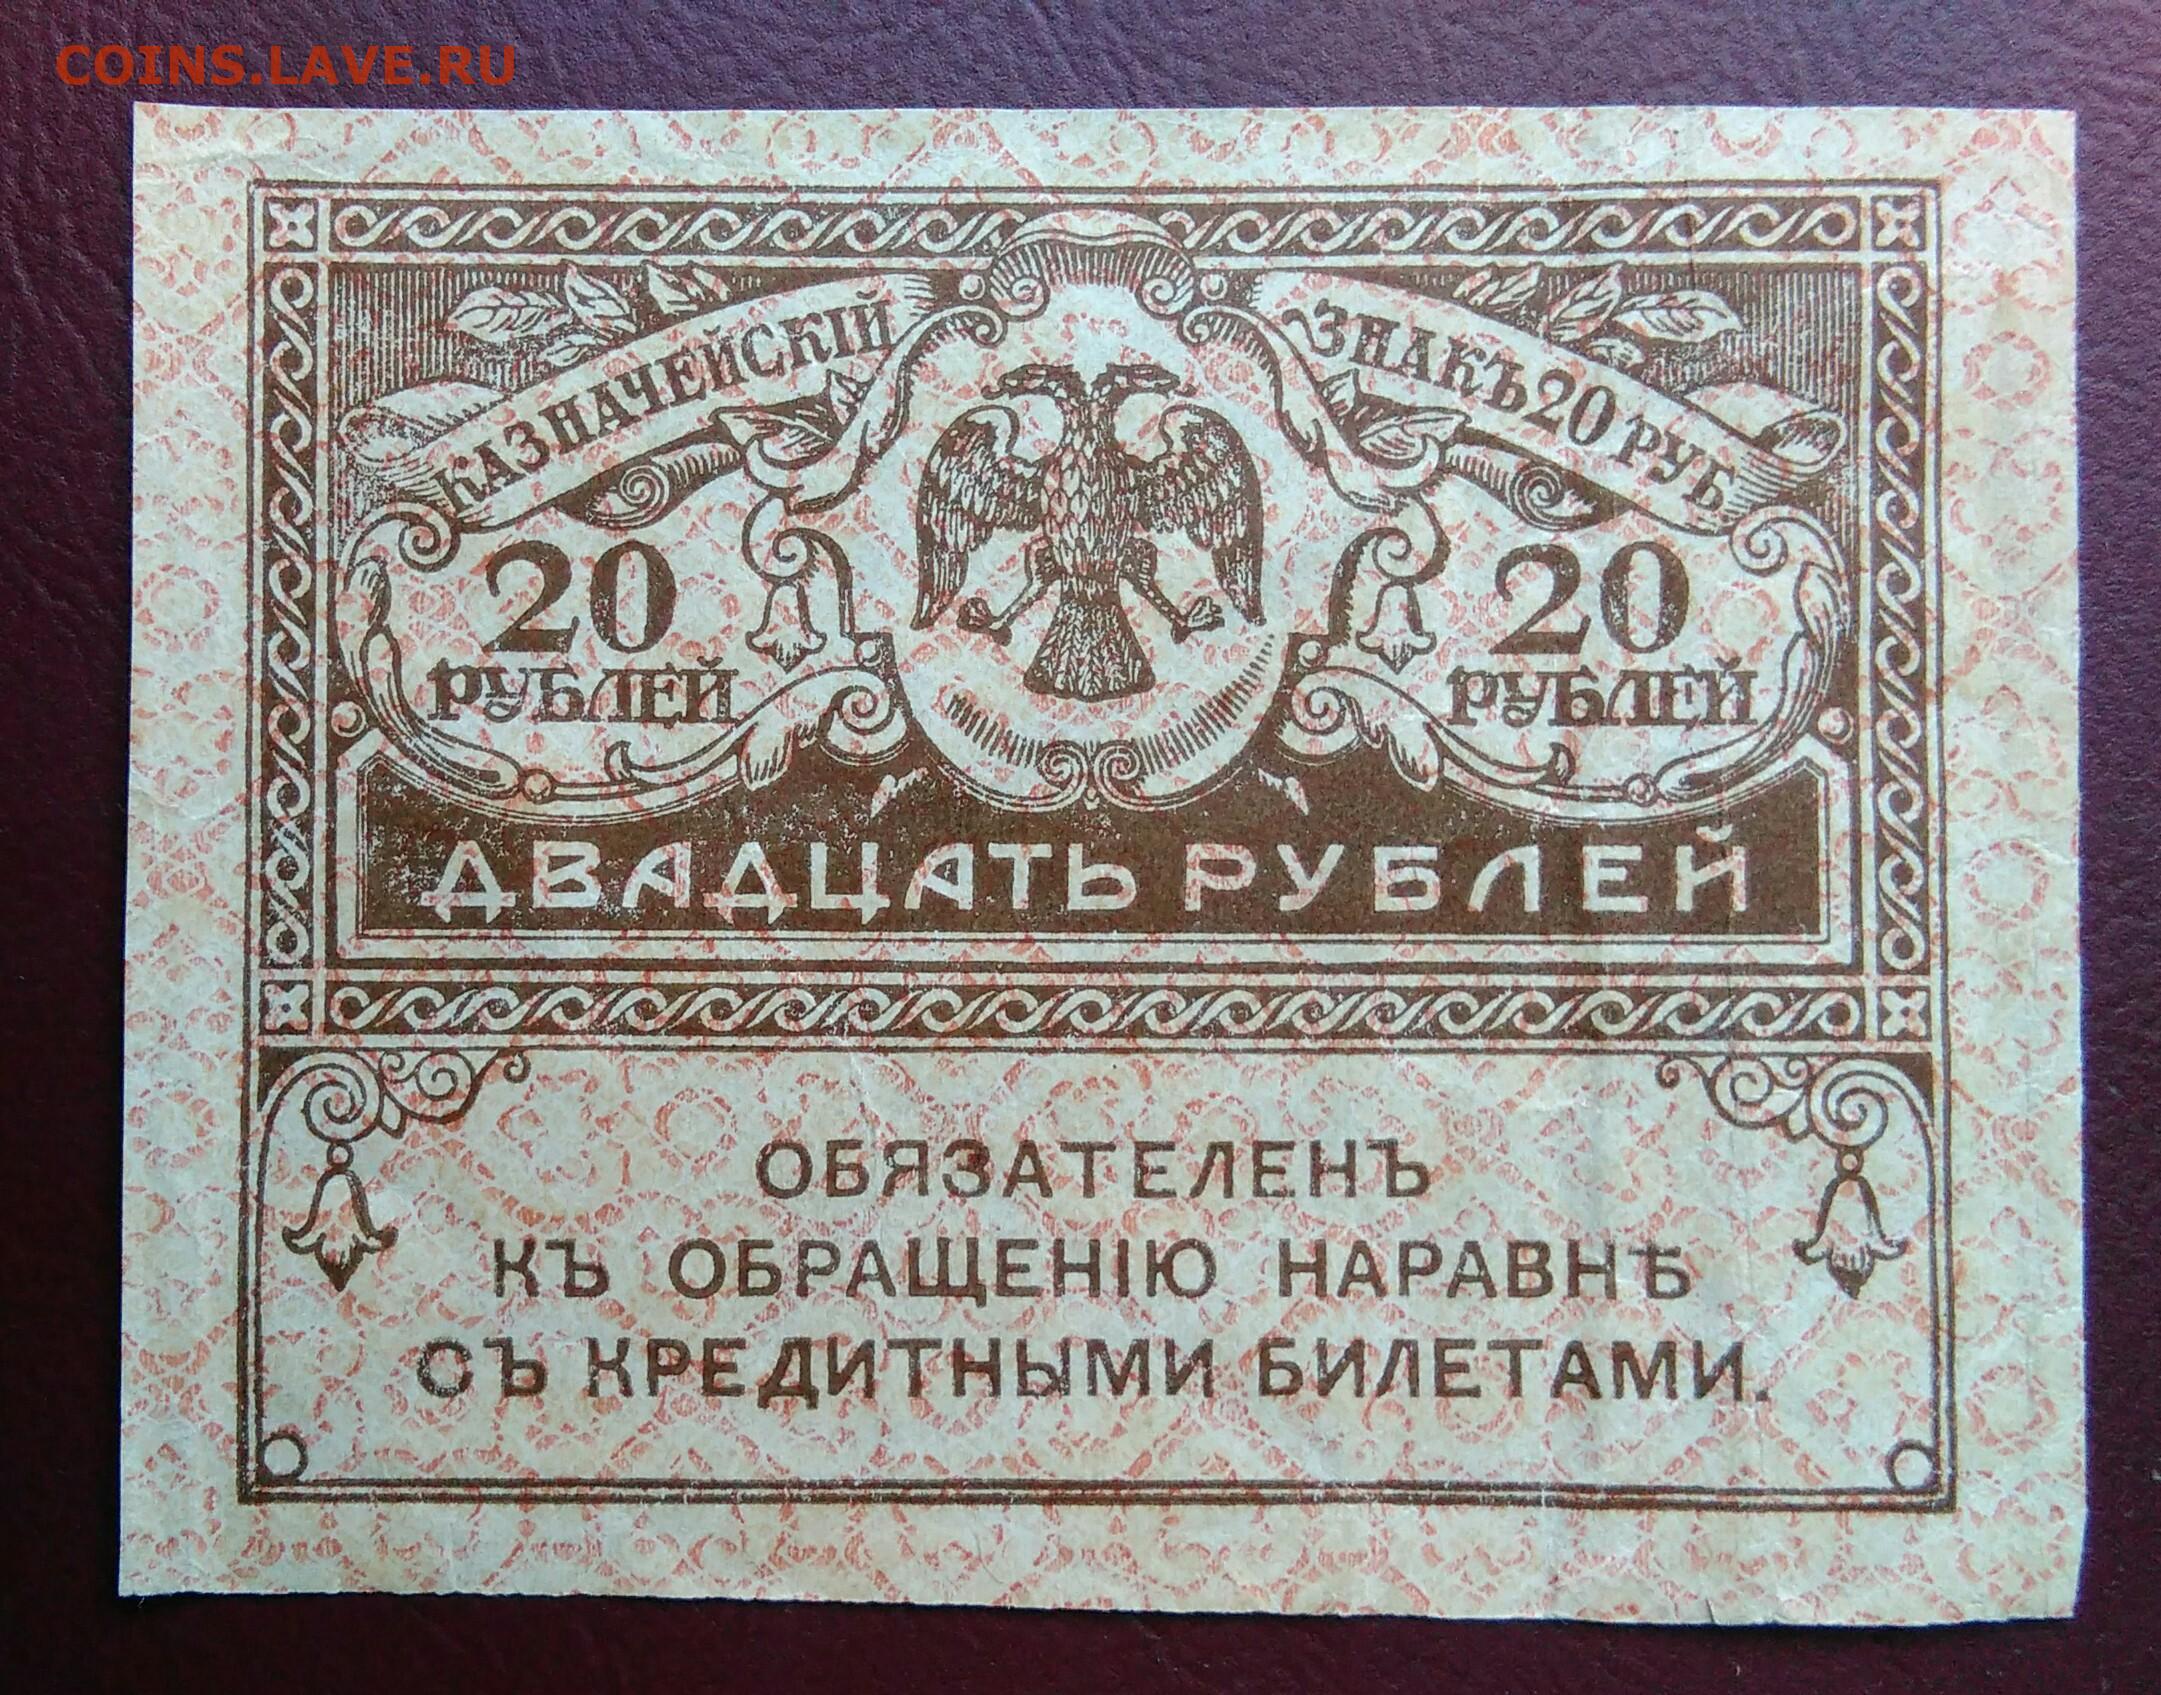 COINS.LAVE.RU
КАЗНАЧЕЙСКІЙ ЗНАКЪ 20 РУБ
20 РУБЛЕЙ
20 РУБЛЕЙ
ДВАДЦАТЬ РУБЛЕЙ
ОБЯЗАТЕЛЕНЪ
КЪ ОБРАЩЕНІЮ НАРАВНѢ
СЪ КРЕДИТНЫМИ БИЛЕТАМИ.